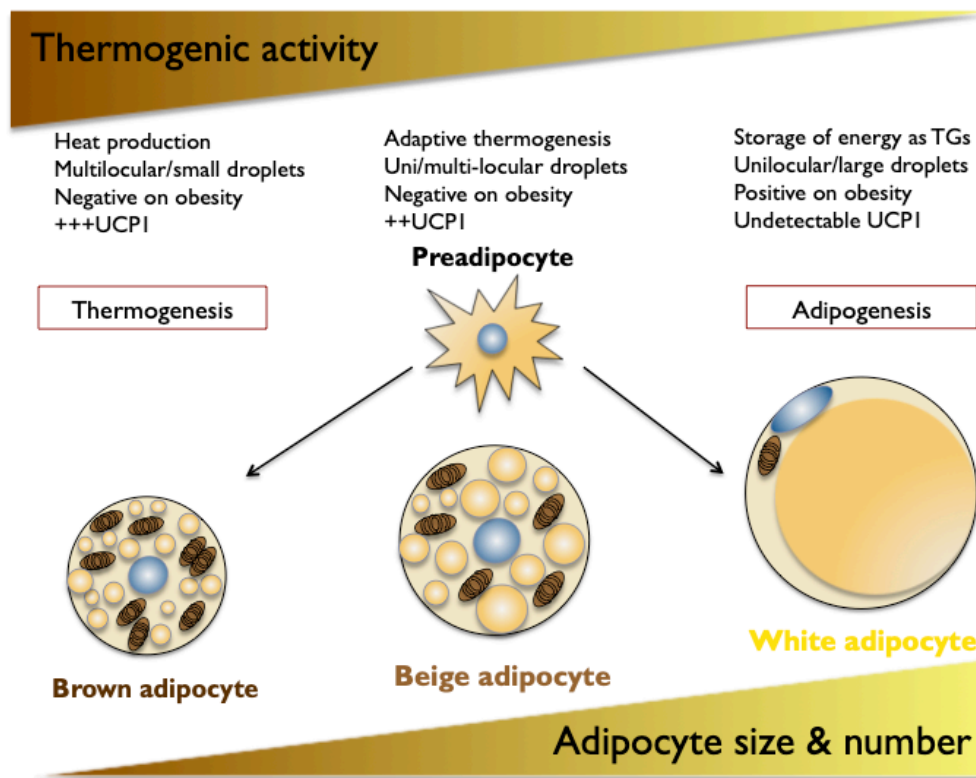 Thermogenic activity
Heat production
Multilocular/small droplets
Negative on obesity
+++UCP1
Adaptive thermogenesis
Uni/multi-locular droplets
Negative on obesity
++UCP1
Storage of energy as TGs
Unilocular/large droplets
Positive on obesity
Undetectable UCP1
Preadipocyte
Thermogenesis
Adipogenesis
Brown adipocyte
Beige adipocyte
White adipocyte
Adipocyte size & number